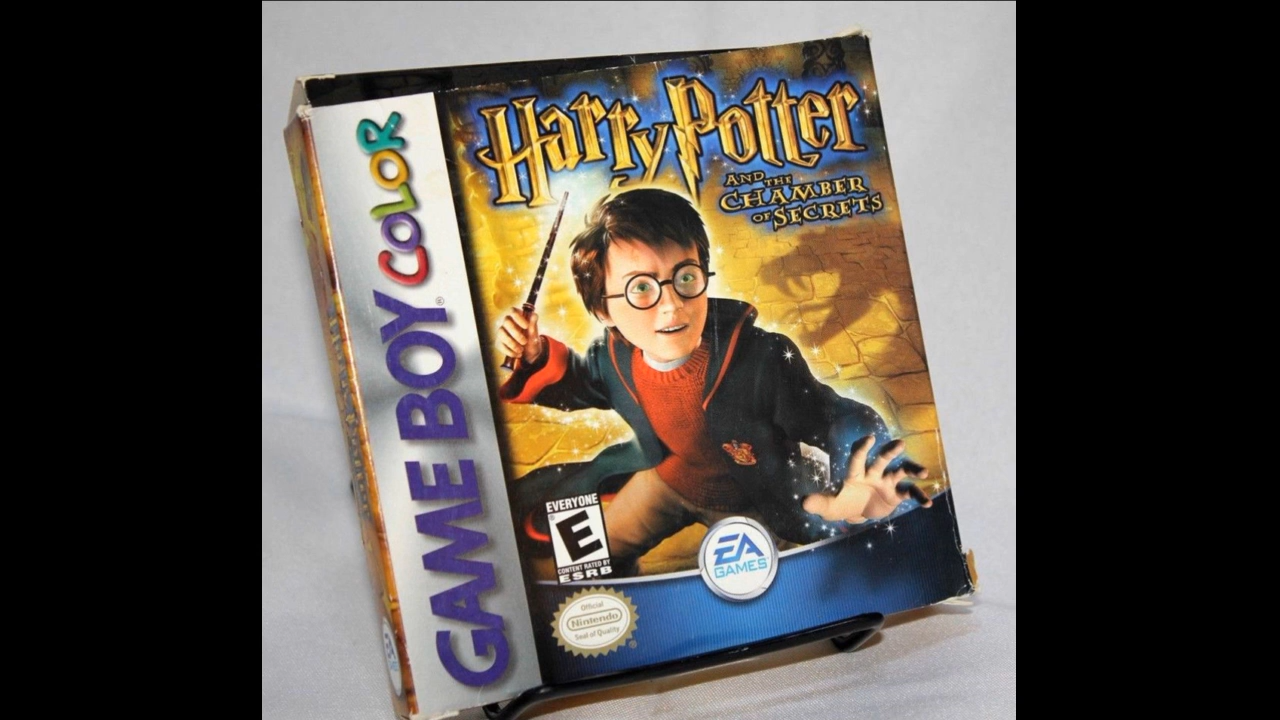 GAME BOY COLOR
®
Harry Potter
AND THE
CHAMBER
OF SECRETS
EVERYONE
E
®
CONTENT RATED BY
ESRB
EA
GAMES
Official
Nintendo
Seal of Quality
®